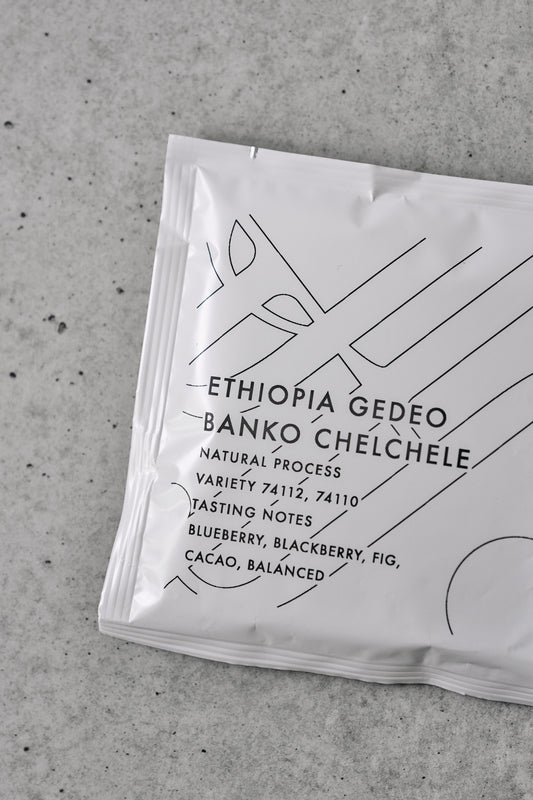 ETHIOPIA GEDEO
BANKO CHELCHELE
NATURAL PROCESS
VARIETY 74112, 74110
TASTING NOTES
BLUEBERRY, BLACKBERRY, FIG,
CACAO, BALANCED